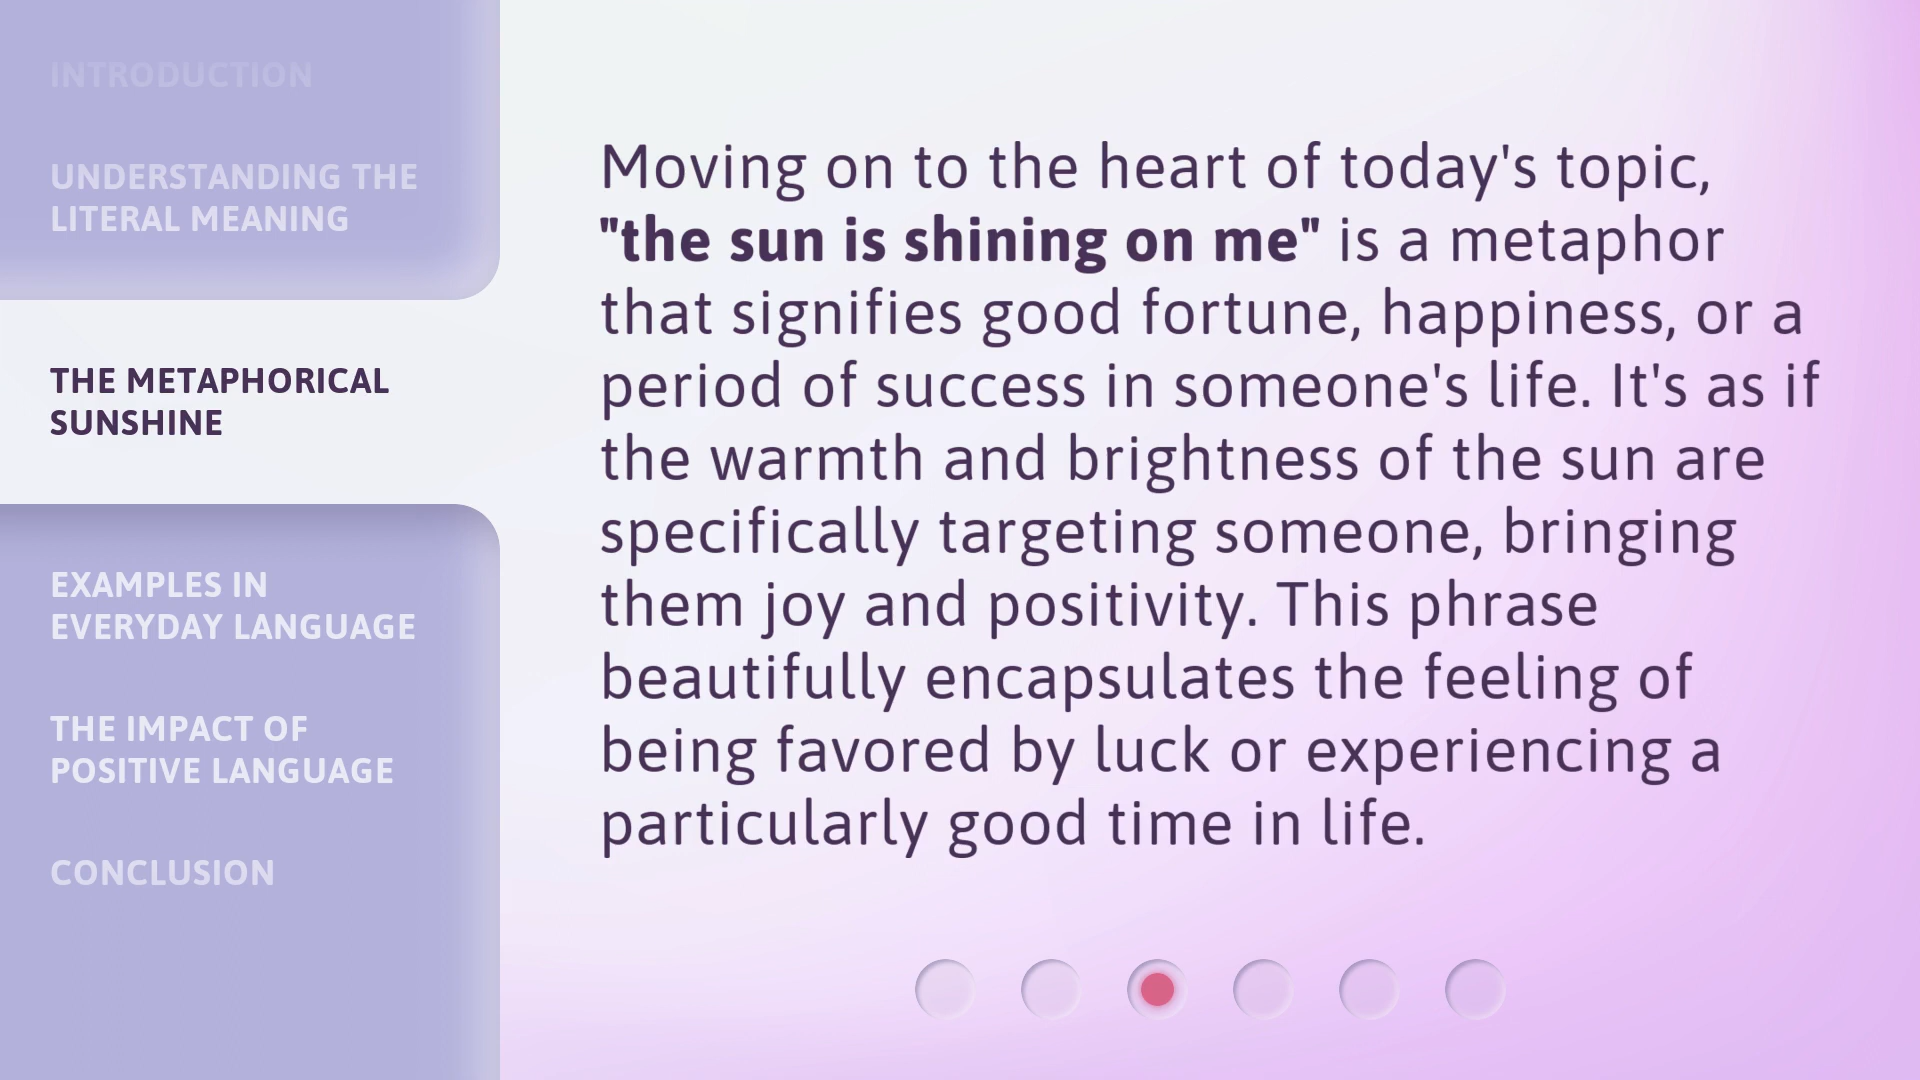 INTRODUCTION
UNDERSTANDING THE
LITERAL MEANING
THE METAPHORICAL
SUNSHINE
EXAMPLES IN
EVERYDAY LANGUAGE
THE IMPACT OF
POSITIVE LANGUAGE
CONCLUSION
Moving on to the heart of today's topic,
"the sun is shining on me" is a metaphor
that signifies good fortune, happiness, or a
period of success in someone's life. It's as if
the warmth and brightness of the sun are
specifically targeting someone, bringing
them joy and positivity. This phrase
beautifully encapsulates the feeling of
being favored by luck or experiencing a
particularly good time in life.